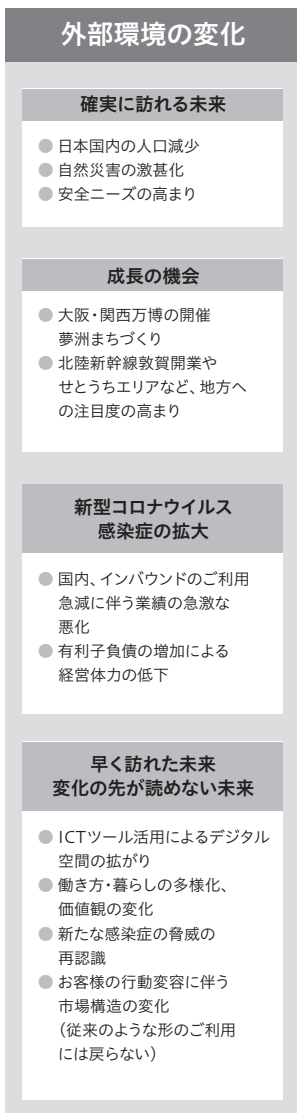 外部環境の変化
確実に訪れる未来
● 日本国内の人口減少
● 自然災害の激甚化
● 安全ニーズの高まり
成長の機会
● 大阪・関西万博の開催
夢洲まちづくり
● 北陸新幹線敦賀開業や
せとうちエリアなど、地方へ
の注目度の高まり
新型コロナウイルス
感染症の拡大
● 国内、インバウンドのご利用
急減に伴う業績の急激な
悪化
● 有利子負債の増加による
経営体力の低下
早く訪れた未来
変化の先が読めない未来
● ICTツール活用によるデジタル
空間の拡がり
● 働き方・暮らしの多様化、
価値観の変化
● 新たな感染症の脅威の
再認識
● お客様の行動変容に伴う
市場構造の変化
(従来のような形のご利用
には戻らない)